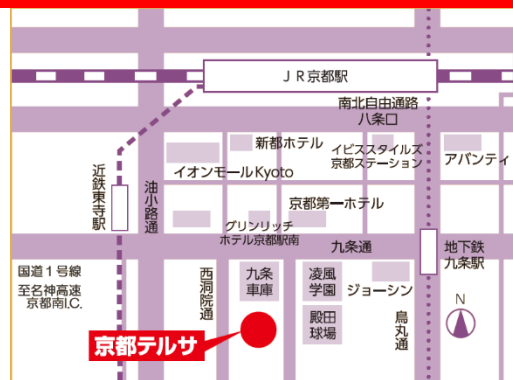 JR京都駅
南北自由通路
八条口
新都ホテル
イビススタイルズ
京都ステーション
アバンティ
イオンモールKyoto
近鉄東寺駅
油小路通
京都第一ホテル
グリンリッチ
ホテル京都駅南
九条通
地下鉄
九条駅
国道1号線
至名神高速
京都南I.C.
西洞院通
九条
車庫
凌風
学園
ジョーシン
殿田
球場
烏丸通
N
京都テルサ